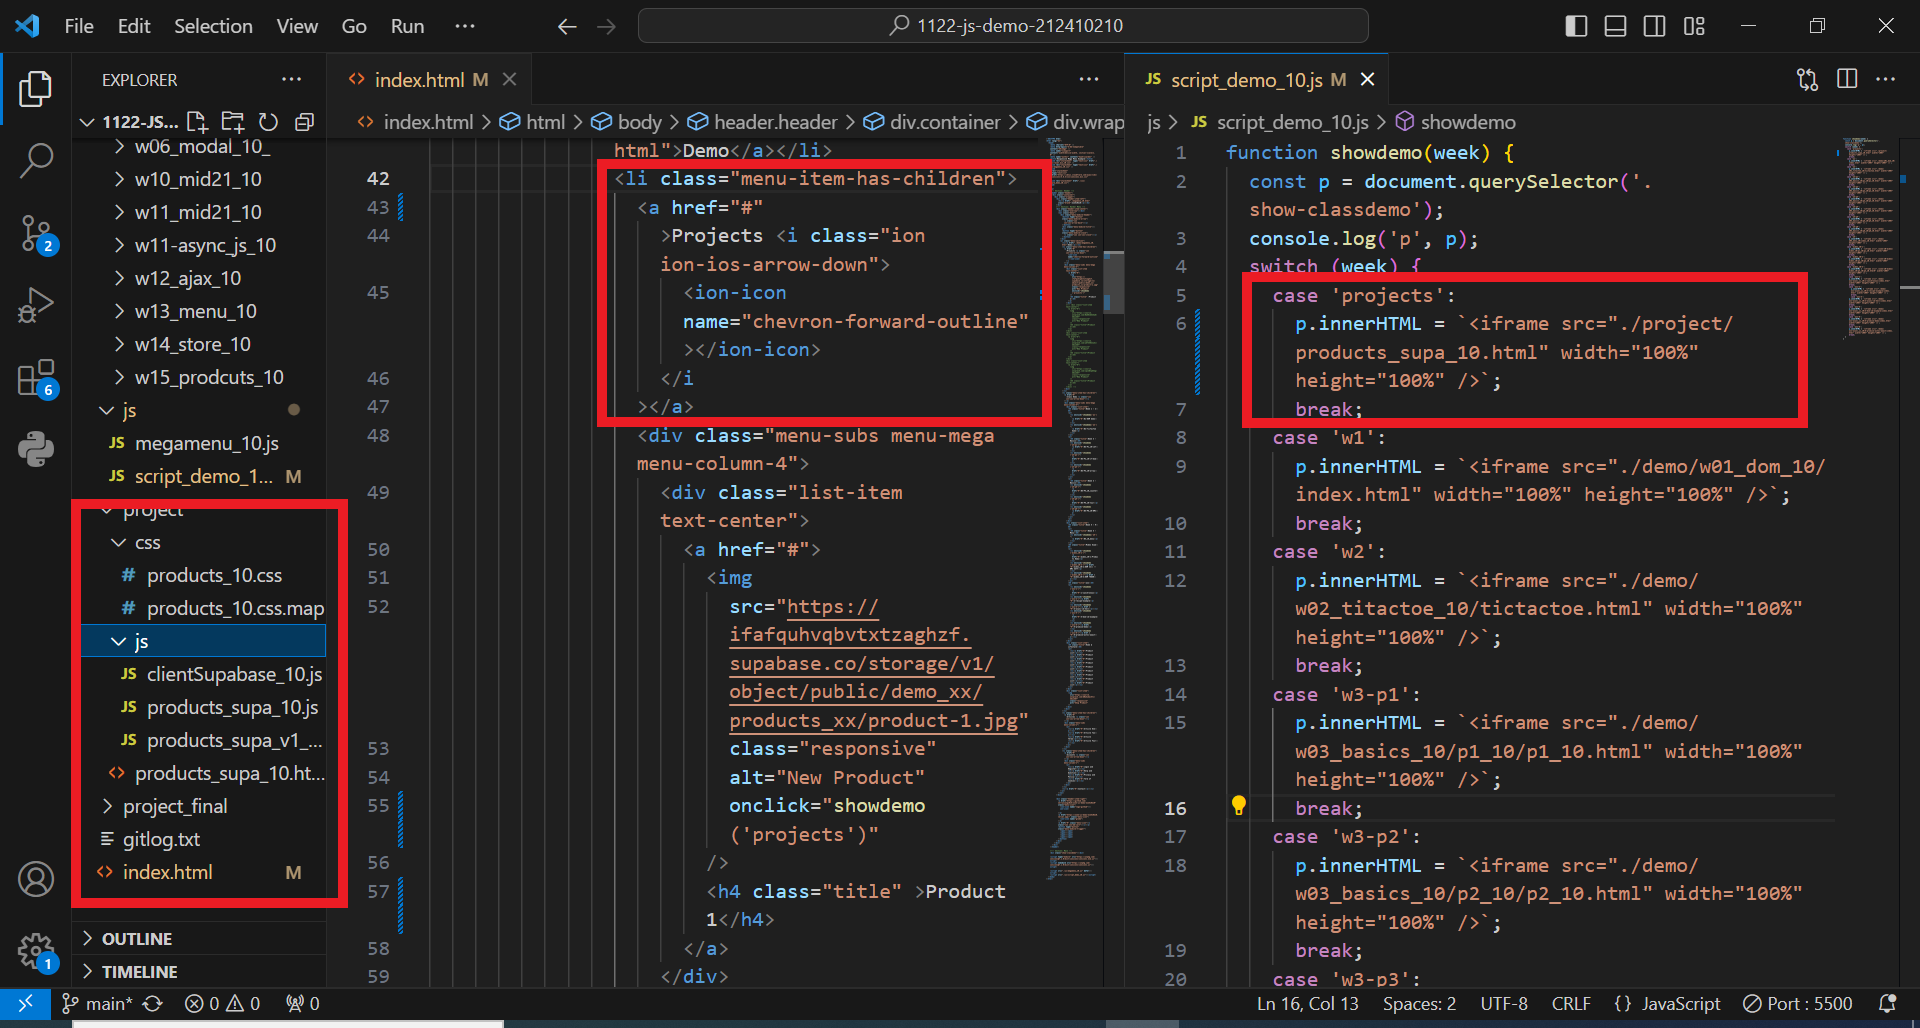 File Edit Selection View Go Run ···
1122-js-demo-212410210
EXPLORER
1122-JS...
w06_modal_10_
w10_mid21_10
w11_mid21_10
w11-async_js_10
w12_ajax_10
w13_menu_10
w14_store_10
w15_prodcuts_10
js
JS megamenu_10.js
JS script_demo_1... M
project
css
# products_10.css
# products_10.css.map
js
JS clientSupabase_10.js
JS products_supa_10.js
JS products_supa_v1_...
<> products_supa_10.ht...
project_final
gitlog.txt
<> index.html M
OUTLINE
TIMELINE
2
6
1
<> index.html M
<> index.html > html > body > header.header > div.container > div.wrap
html">Demo</a></li>
42 <li class="menu-item-has-children">
43 <a href="#"
44 >Projects <i class="ion
ion-ios-arrow-down">
45 <ion-icon
name="chevron-forward-outline"
></ion-icon>
46 </i
47 ></a>
48 <div class="menu-subs menu-mega
menu-column-4">
49 <div class="list-item
text-center">
50 <a href="#">
51 <img
52 src="https://
ifafquhvqbvtxtzaghzf.
supabase.co/storage/v1/
object/public/demo_xx/
products_xx/product-1.jpg"
53 class="responsive"
54 alt="New Product"
55 onclick="showdemo
('projects')"
56 />
57 <h4 class="title" >Product
1</h4>
58 </a>
59 </div>
JS script_demo_10.js M
js > JS script_demo_10.js > showdemo
1 function showdemo(week) {
2 const p = document.querySelector('.
show-classdemo');
3 console.log('p', p);
4 switch (week) {
5 case 'projects':
6 p.innerHTML = `<iframe src="./project/
products_supa_10.html" width="100%"
height="100%" />`;
7 break;
8 case 'w1':
9 p.innerHTML = `<iframe src="./demo/w01_dom_10/
index.html" width="100%" height="100%" />`;
10 break;
11 case 'w2':
12 p.innerHTML = `<iframe src="./demo/
w02_titactoe_10/tictactoe.html" width="100%"
height="100%" />`;
13 break;
14 case 'w3-p1':
15 p.innerHTML = `<iframe src="./demo/
w03_basics_10/p1_10/p1_10.html" width="100%"
height="100%" />`;
16 break;
17 case 'w3-p2':
18 p.innerHTML = `<iframe src="./demo/
w03_basics_10/p2_10/p2_10.html" width="100%"
height="100%" />`;
19 break;
20 case 'w3-p3':
main* 0 0 0
Ln 16, Col 13 Spaces: 2 UTF-8 CRLF {} JavaScript Port : 5500